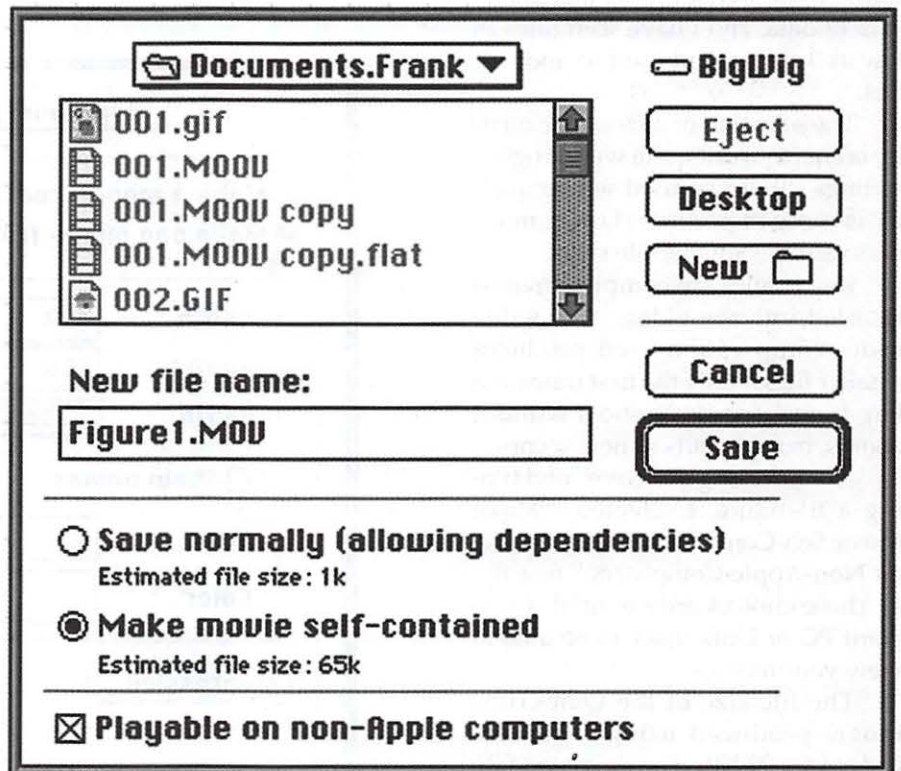 Documents.Frank
BigWig
001.gif
001.MOOV
001.MOOV copy
001.MOOV copy.flat
002.GIF
Eject
Desktop
New
New file name:
Figure1.MOV
Cancel
Save
Save normally (allowing dependencies)
Estimated file size: 1k
Make movie self-contained
Estimated file size: 65k
Playable on non-Apple computers